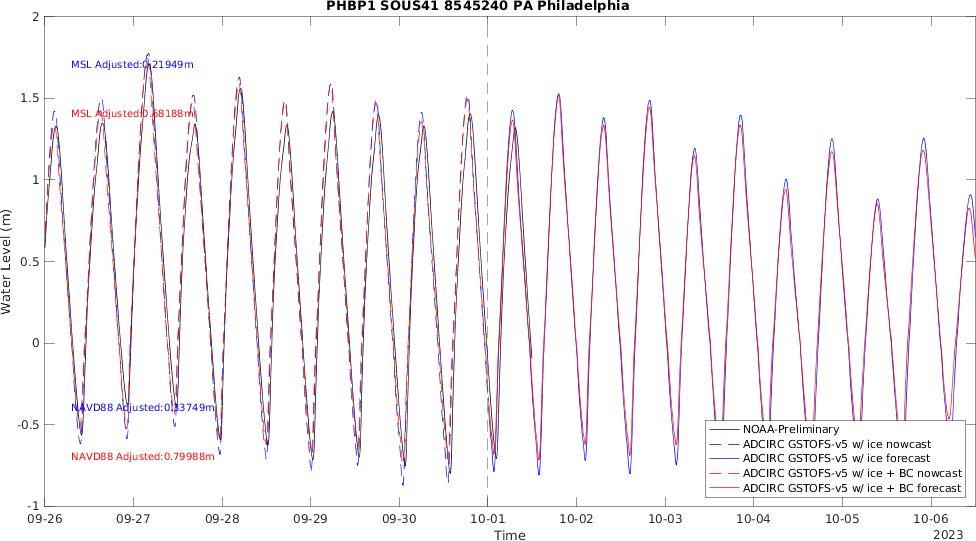 PHBP1 SOUS41 8545240 PA Philadelphia
2
1.5
1
0.5
0
-0.5
-1
Water Level (m)
MSL Adjusted:0.21949m
MSL Adjusted:0.68188m
NAVD88 Adjusted:0.33749m
NAVD88 Adjusted:0.79988m
NOAA-Preliminary
ADCIRC GSTOFS-v5 w/ ice nowcast
ADCIRC GSTOFS-v5 w/ ice forecast
ADCIRC GSTOFS-v5 w/ ice + BC nowcast
ADCIRC GSTOFS-v5 w/ ice + BC forecast
09-26 09-27 09-28 09-29 09-30 10-01 10-02 10-03 10-04 10-05 10-06
Time
2023